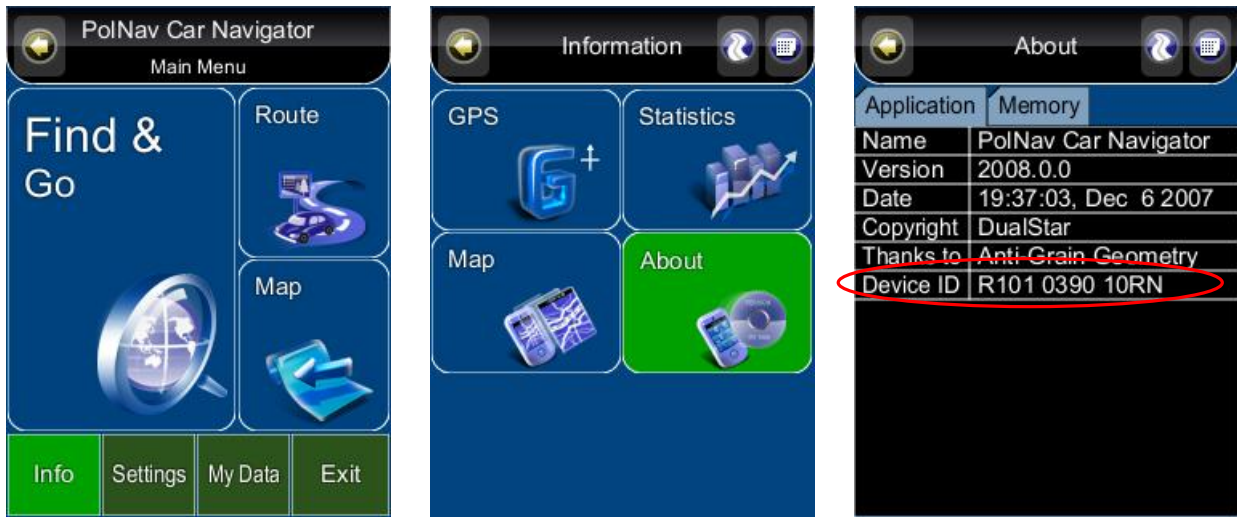 PolNav Car Navigator
Main Menu
Find &
Go
Route
Map
Info
Settings
My Data
Exit
Information
GPS
Statistics
Map
About
About
Application
Memory
Name PolNav Car Navigator
Version 2008.0.0
Date 19:37:03, Dec 6 2007
Copyright DualStar
Thanks to Anti-Grain Geometry
Device ID R101 0390 10RN